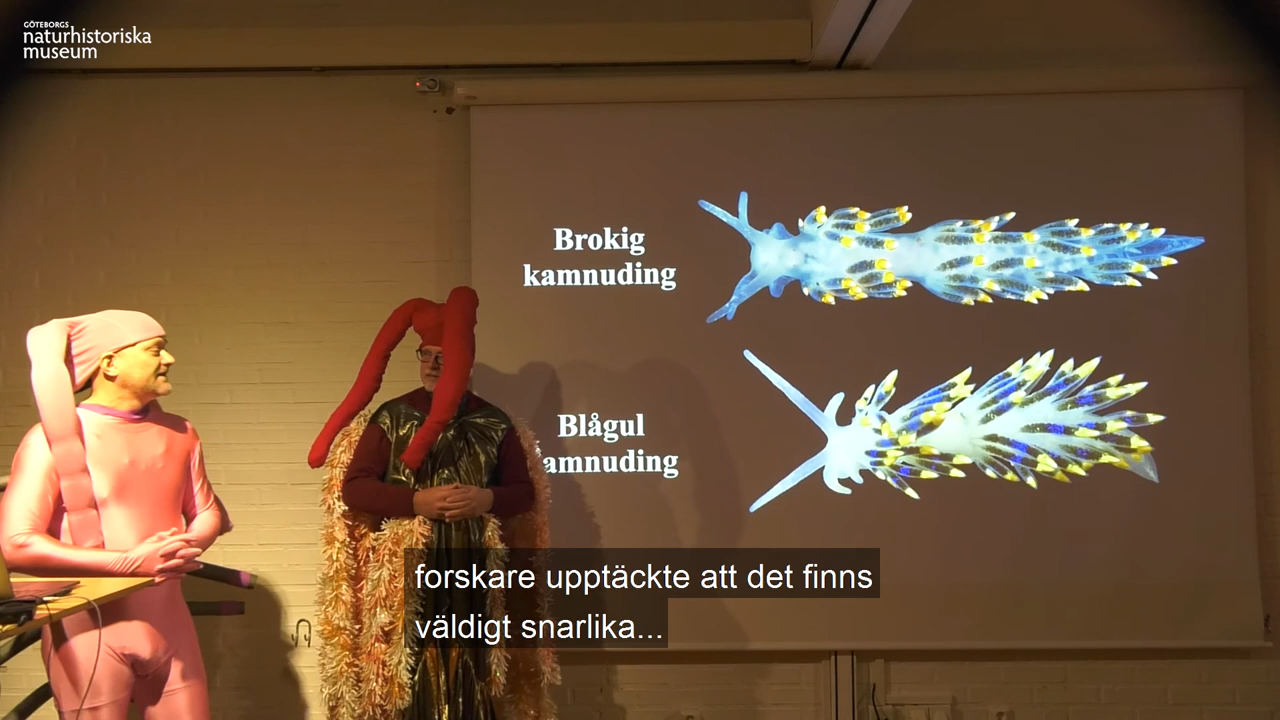 GÖTEBORGS
naturhistoriska
museum
Brokig
kamnuding
Blågul
amnuding
forskare upptäckte att det finns
väldigt snarlika...